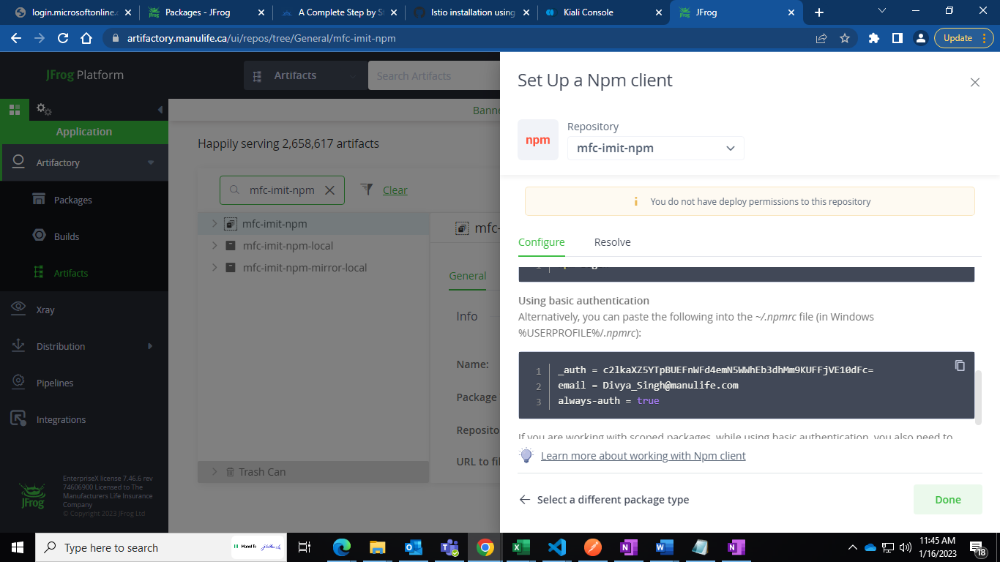 login.microsoftonline.c
Packages - JFrog
A Complete Step by St
Istio installation using
Kiali Console
JFrog
artifactory.manulife.ca/ui/repos/tree/General/mfc-imit-npm
Update
JFrog Platform
Artifacts
Search Artifacts
Application
Artifactory
Packages
Builds
Artifacts
Xray
Distribution
Pipelines
Integrations
JFrog
EnterpriseX license 7.46.6 rev
74606900 Licensed to The
Manufacturers Life Insurance
Company
© Copyright 2023 JFrog Ltd
Banne
Happily serving 2,658,617 artifacts
mfc-imit-npm
Clear
mfc-imit-npm
mfc-imit-npm-local
mfc-imit-npm-mirror-local
Trash Can
mfc-
General
Info
Name:
Package
Reposito
URL to fil
Set Up a Npm client
npm
Repository
mfc-imit-npm
You do not have deploy permissions to this repository
Configure
Resolve
Using basic authentication
Alternatively, you can paste the following into the ~/.npmrc file (in Windows
%USERPROFILE%/.npmrc):
1 _auth = c2lkaXZ5YTpBUEFnWFd4emN5WWhEb3dhMm9KUFFjVE10dFc=
2 email = Divya_Singh@manulife.com
3 always-auth = true
If you are working with scoped packages, while using basic authentication, you also need to
Learn more about working with Npm client
Select a different package type
Done
Type here to search
Manulife
11:45 AM
1/16/2023
18